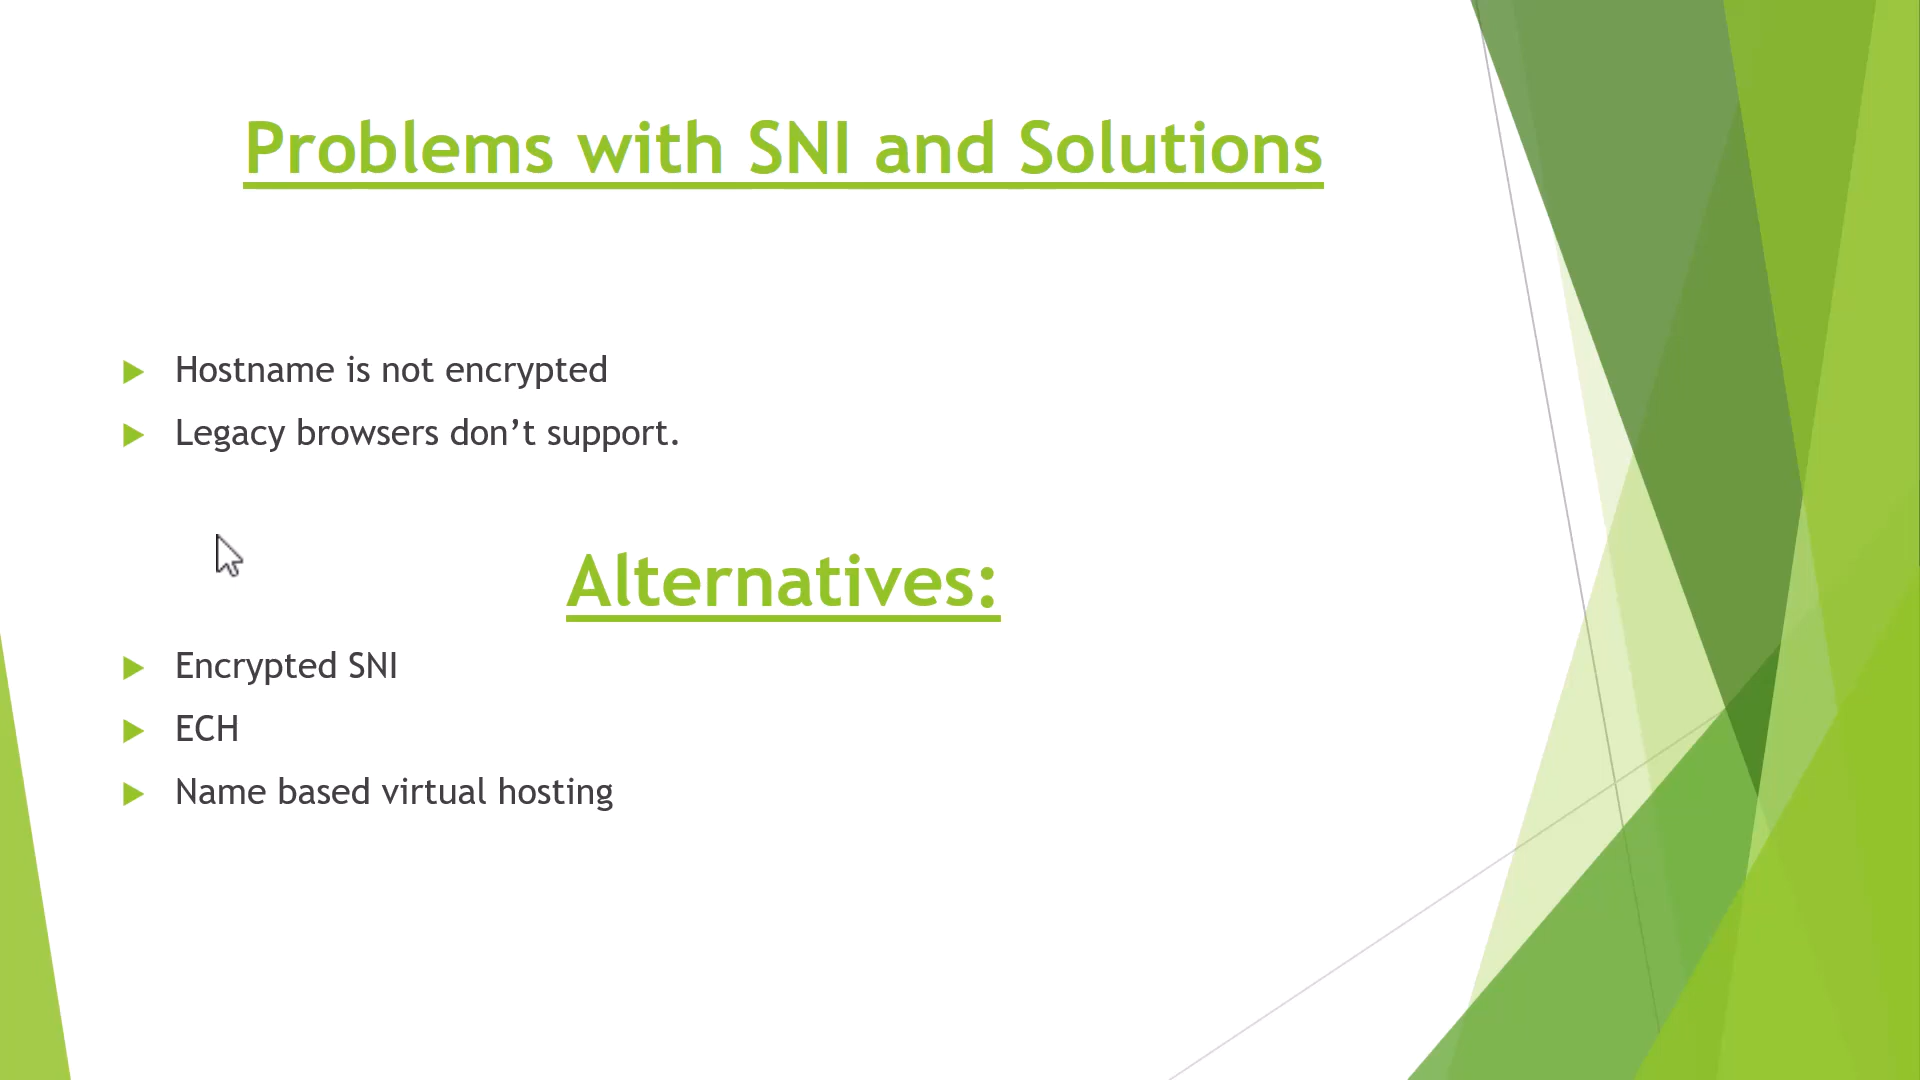 Problems with SNI and Solutions
Hostname is not encrypted
Legacy browsers don’t support.
Alternatives:
Encrypted SNI
ECH
Name based virtual hosting